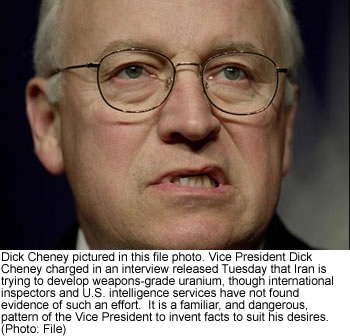 Dick Cheney pictured in this file photo. Vice President Dick
Cheney charged in an interview released Tuesday that Iran is
trying to develop weapons-grade uranium, though international
inspectors and U.S. intelligence services have not found
evidence of such an effort.  It is a familiar, and dangerous,
pattern of the Vice President to invent facts to suit his desires.
(Photo: File)